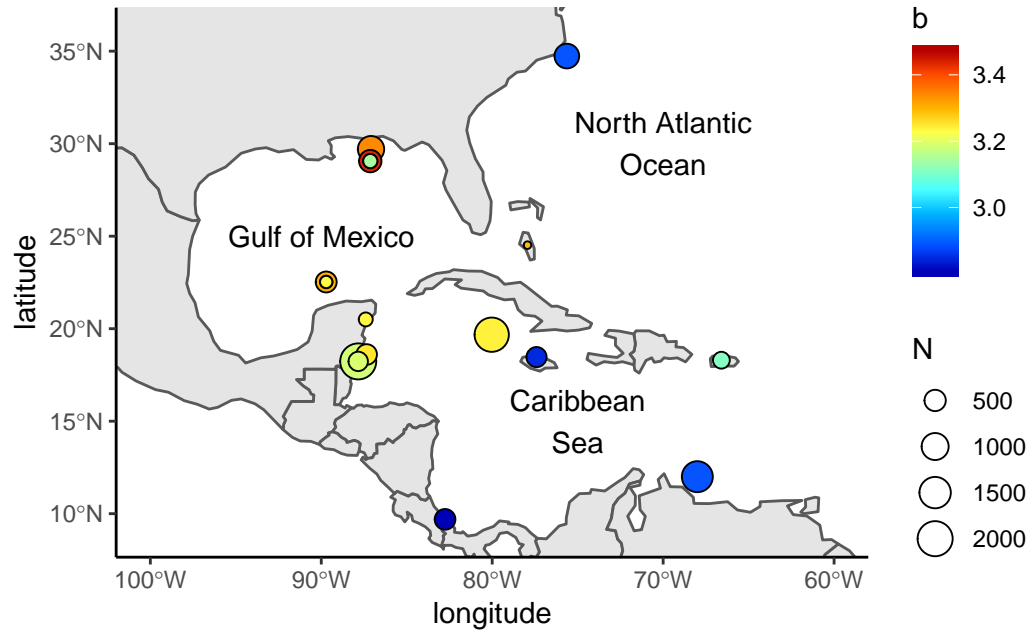 35°N
30°N
25°N
20°N
15°N
10°N
latitude
100°W
90°W
80°W
70°W
60°W
longitude
North Atlantic
Ocean
Gulf of Mexico
Caribbean
Sea
b
3.4
3.2
3.0
N
500
1000
1500
2000